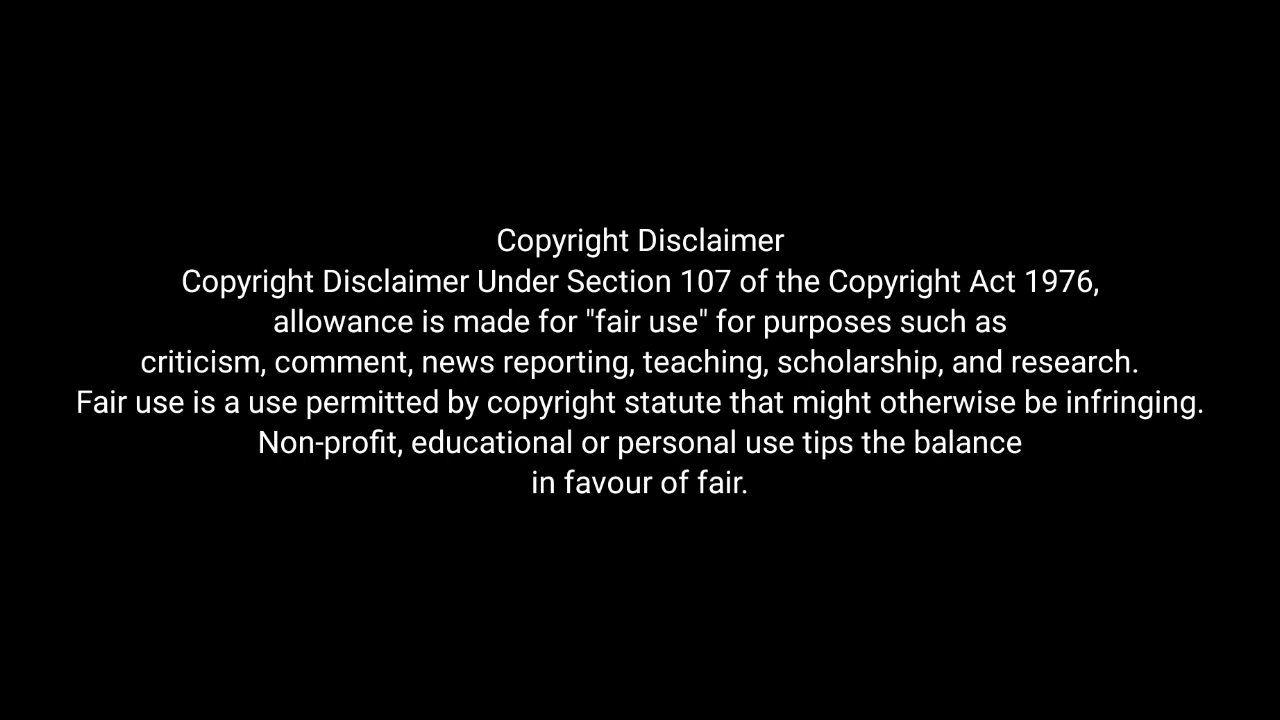 Copyright Disclaimer
Copyright Disclaimer Under Section 107 of the Copyright Act 1976,
allowance is made for "fair use" for purposes such as
criticism, comment, news reporting, teaching, scholarship, and research.
Fair use is a use permitted by copyright statute that might otherwise be infringing.
Non-profit, educational or personal use tips the balance
in favour of fair.